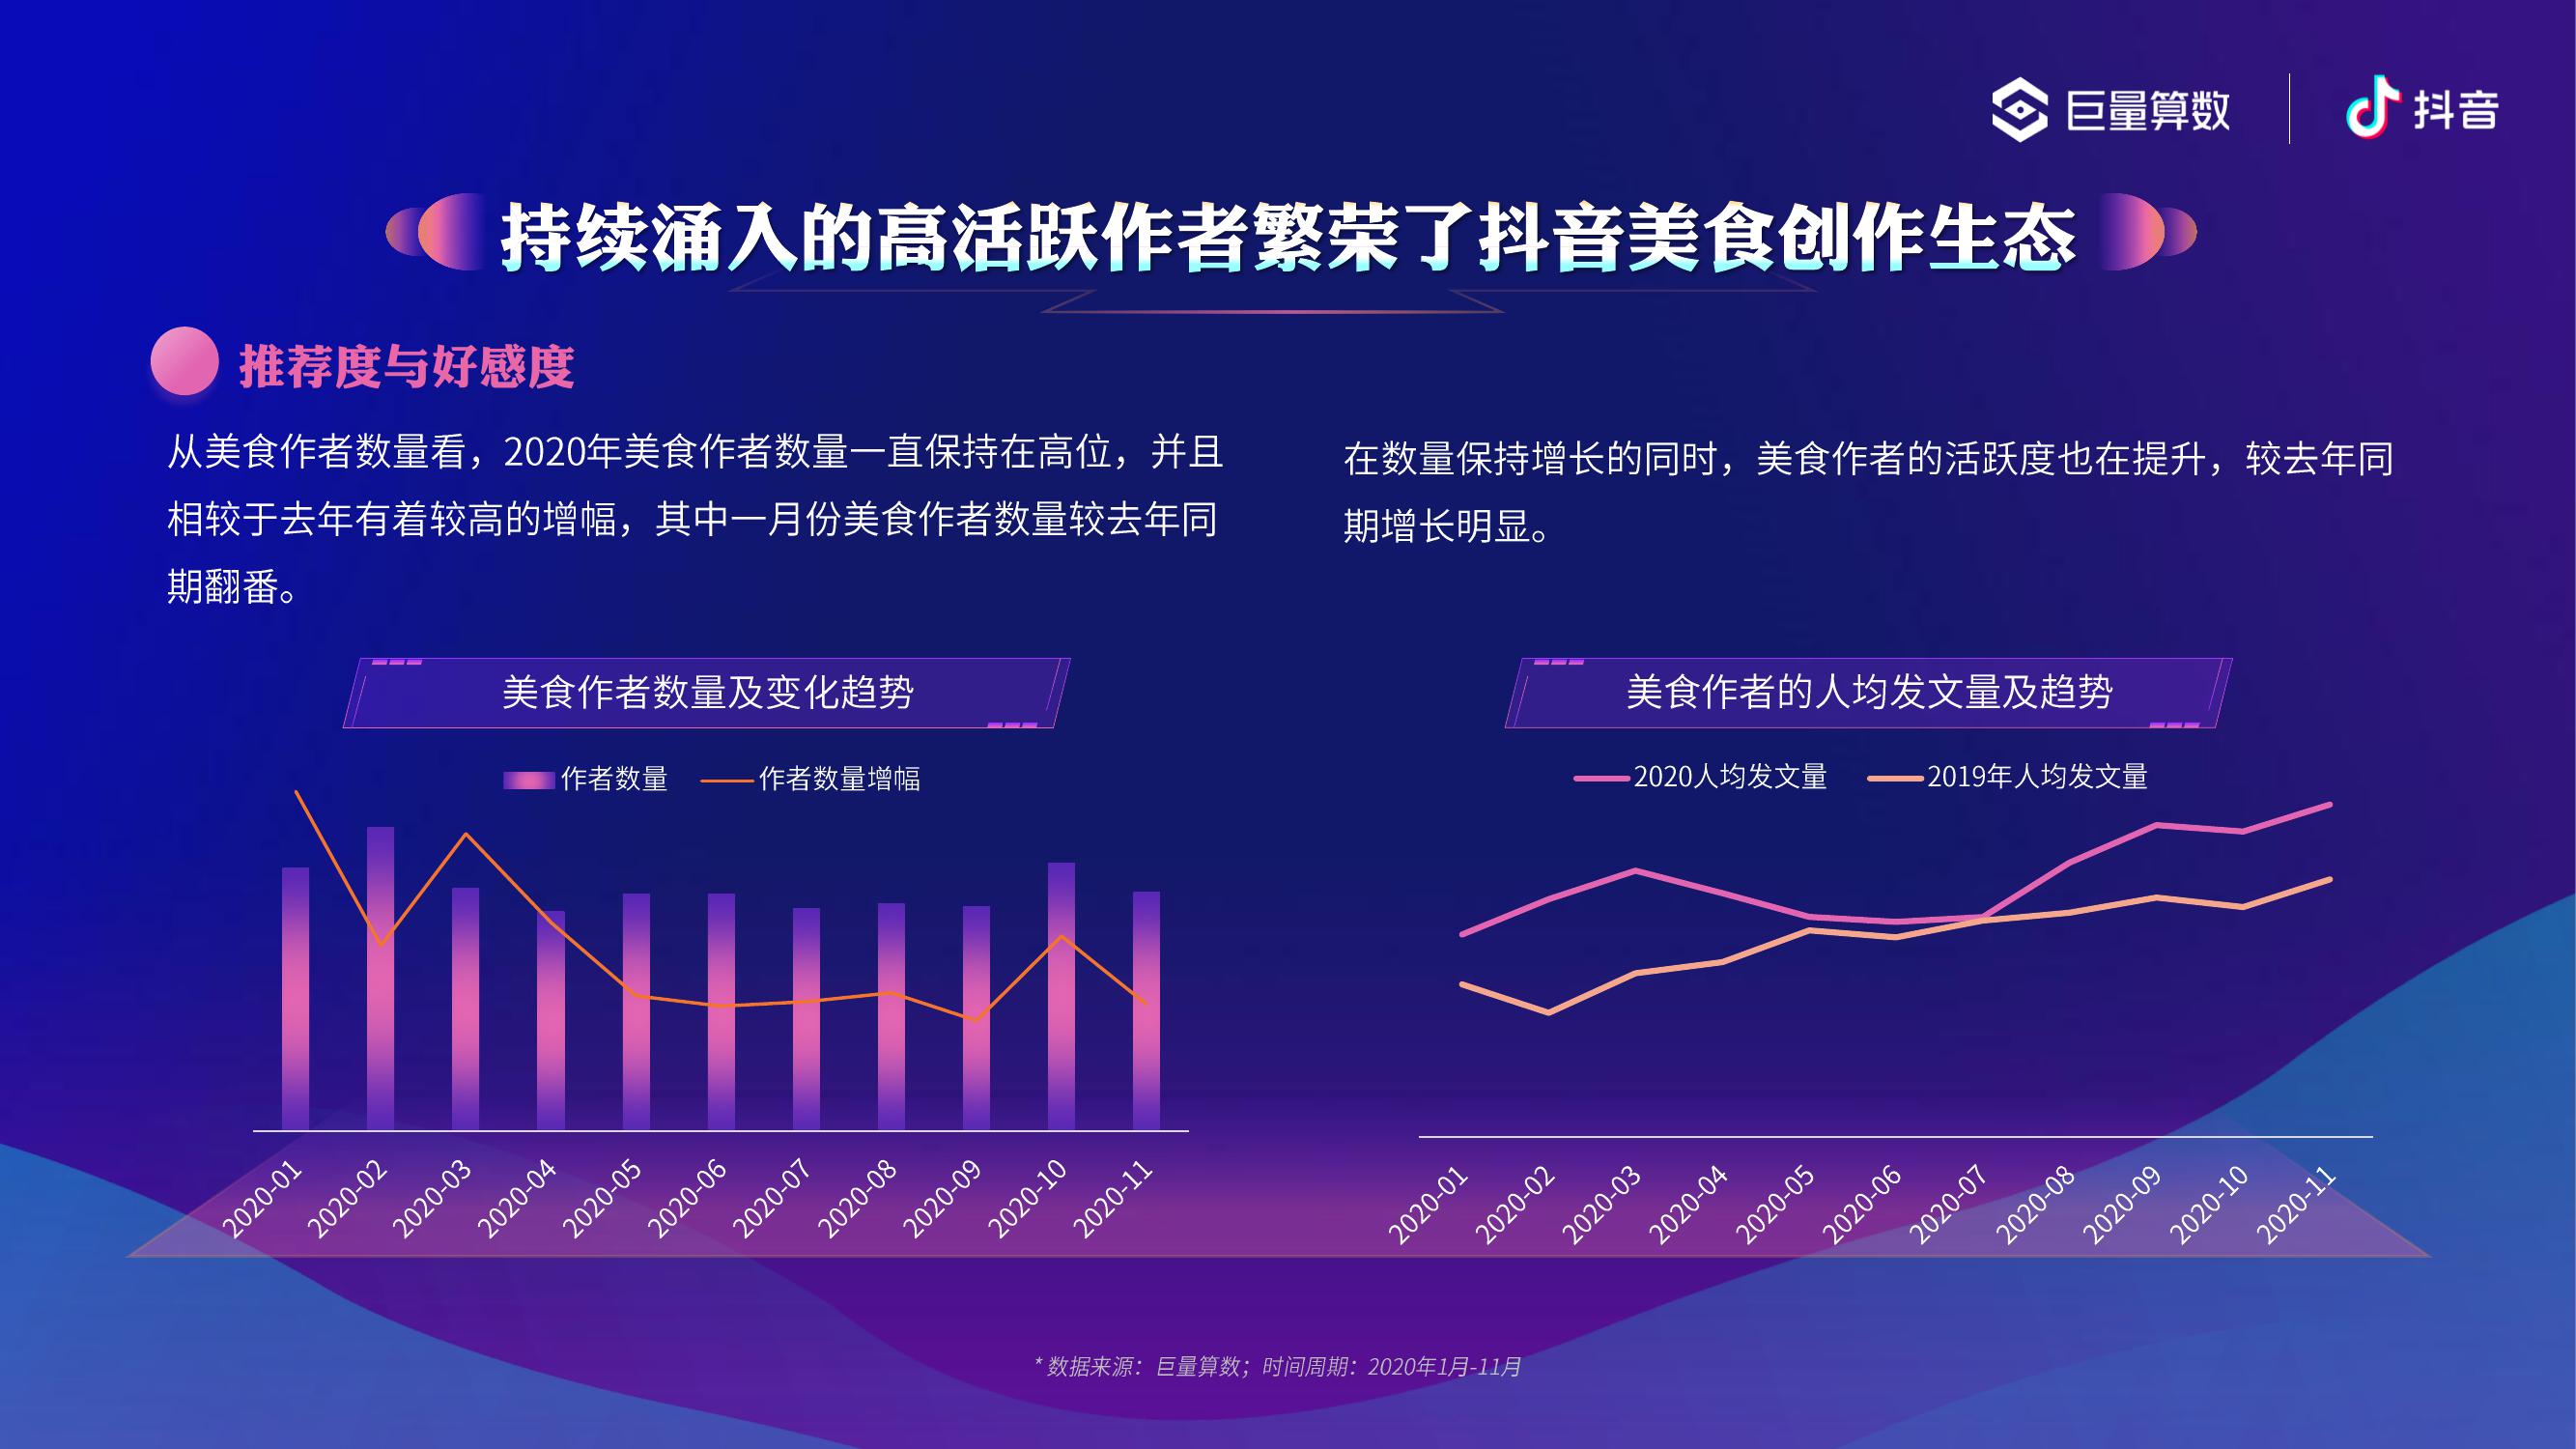 巨量算数
抖音
持续涌入的高活跃作者繁荣了抖音美食创作生态
推荐度与好感度
从美食作者数量看，2020年美食作者数量一直保持在高位，并且
相较于去年有着较高的增幅，其中一月份美食作者数量较去年同
期翻番。
在数量保持增长的同时，美食作者的活跃度也在提升，较去年同
期增长明显。
美食作者数量及变化趋势
作者数量
作者数量增幅
2020-01
2020-02
2020-03
2020-04
2020-05
2020-06
2020-07
2020-08
2020-09
2020-10
2020-11
美食作者的人均发文量及趋势
2020人均发文量
2019年人均发文量
2020-01
2020-02
2020-03
2020-04
2020-05
2020-06
2020-07
2020-08
2020-09
2020-10
2020-11
* 数据来源：巨量算数；时间周期：2020年1月-11月